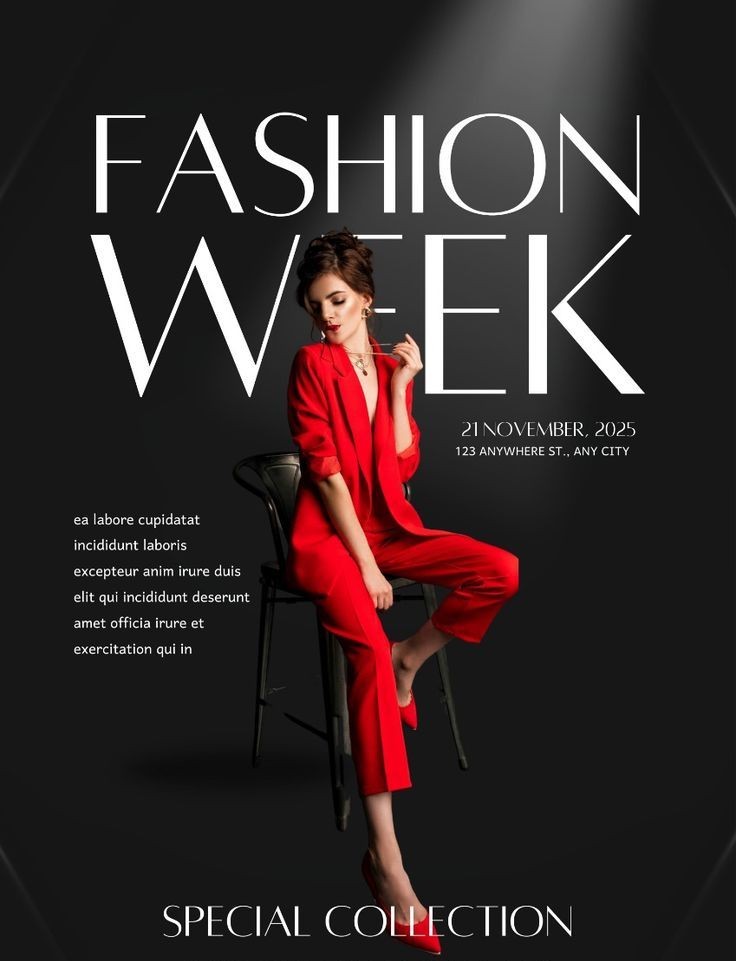 FASHION
WEEK
21 NOVEMBER, 2025
123 ANYWHERE ST., ANY CITY
ea labore cupidatat
incididunt laboris
excepteur anim irure duis
elit qui incididunt deserunt
amet officia irure et
exercitation qui in
SPECIAL COLLECTION